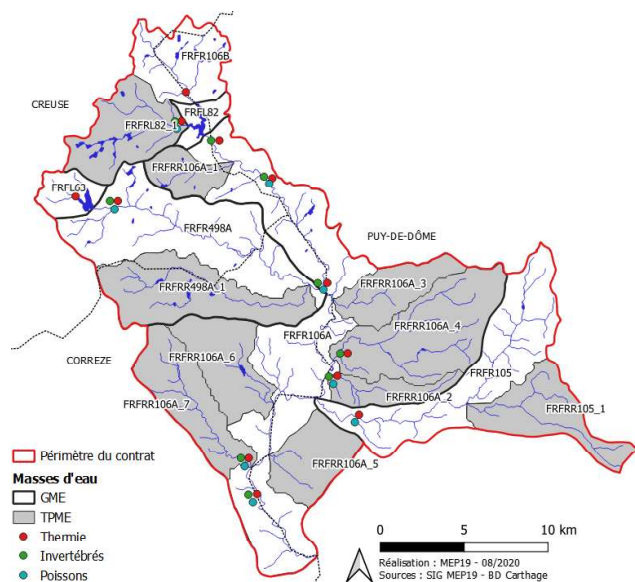 FRFR106B
CREUSE
FRFL82
FRFRL82_1
FRFRR106A_1
FRFL63
FRFR498A
PUY-DE-DÔME
FRFRR498A_1
FRFRR106A_3
FRFRR106A_4
FRFR106A
FRFRR106A_6
CORREZE
FRFR105
FRFRR106A_7
FRFRR106A_2
FRFRR105_1
FRFRR106A_5
Périmètre du contrat
Masses d'eau
GME
TPME
Thermie
Invertébrés
Poissons
0 5 10 km
Réalisation : MEP19 - 08/2020
Sources : SIG MEP19 - BD Carthage